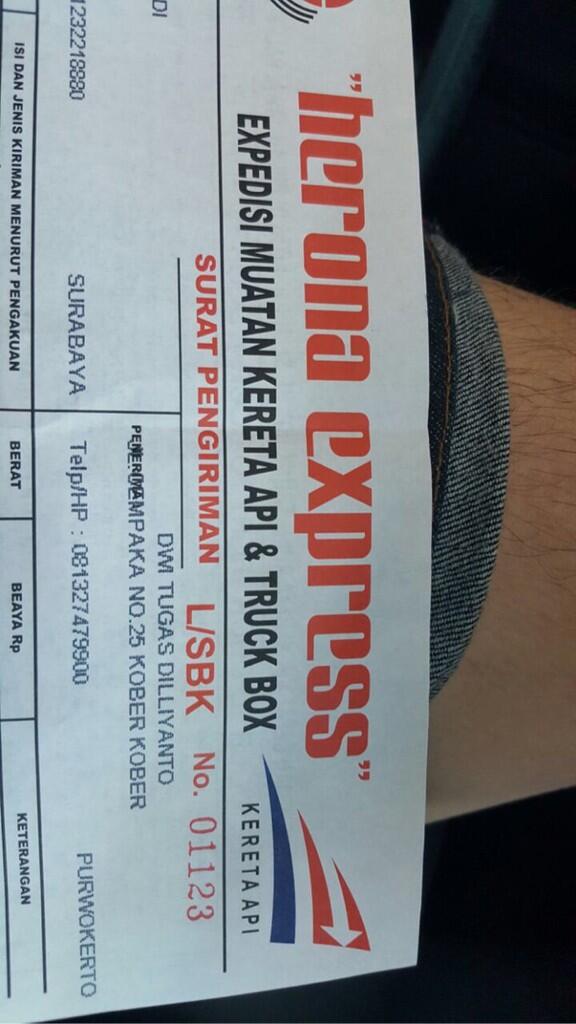 "herona express"
EXPEDISI MUATAN KERETA API & TRUCK BOX
KERETA API
SURAT PENGIRIMAN L/SBK No. 01123
DI
DWI TUGAS DILLIYANTO
PENERIMA
CEMPAKA NO.25 KOBER KOBER
1232218880 SURABAYA
Telp/HP : 081327479900 PURWOKERTO
ISI DAN JENIS KIRIMAN MENURUT PENGAKUAN
BERAT
BEAYA Rp
KETERANGAN